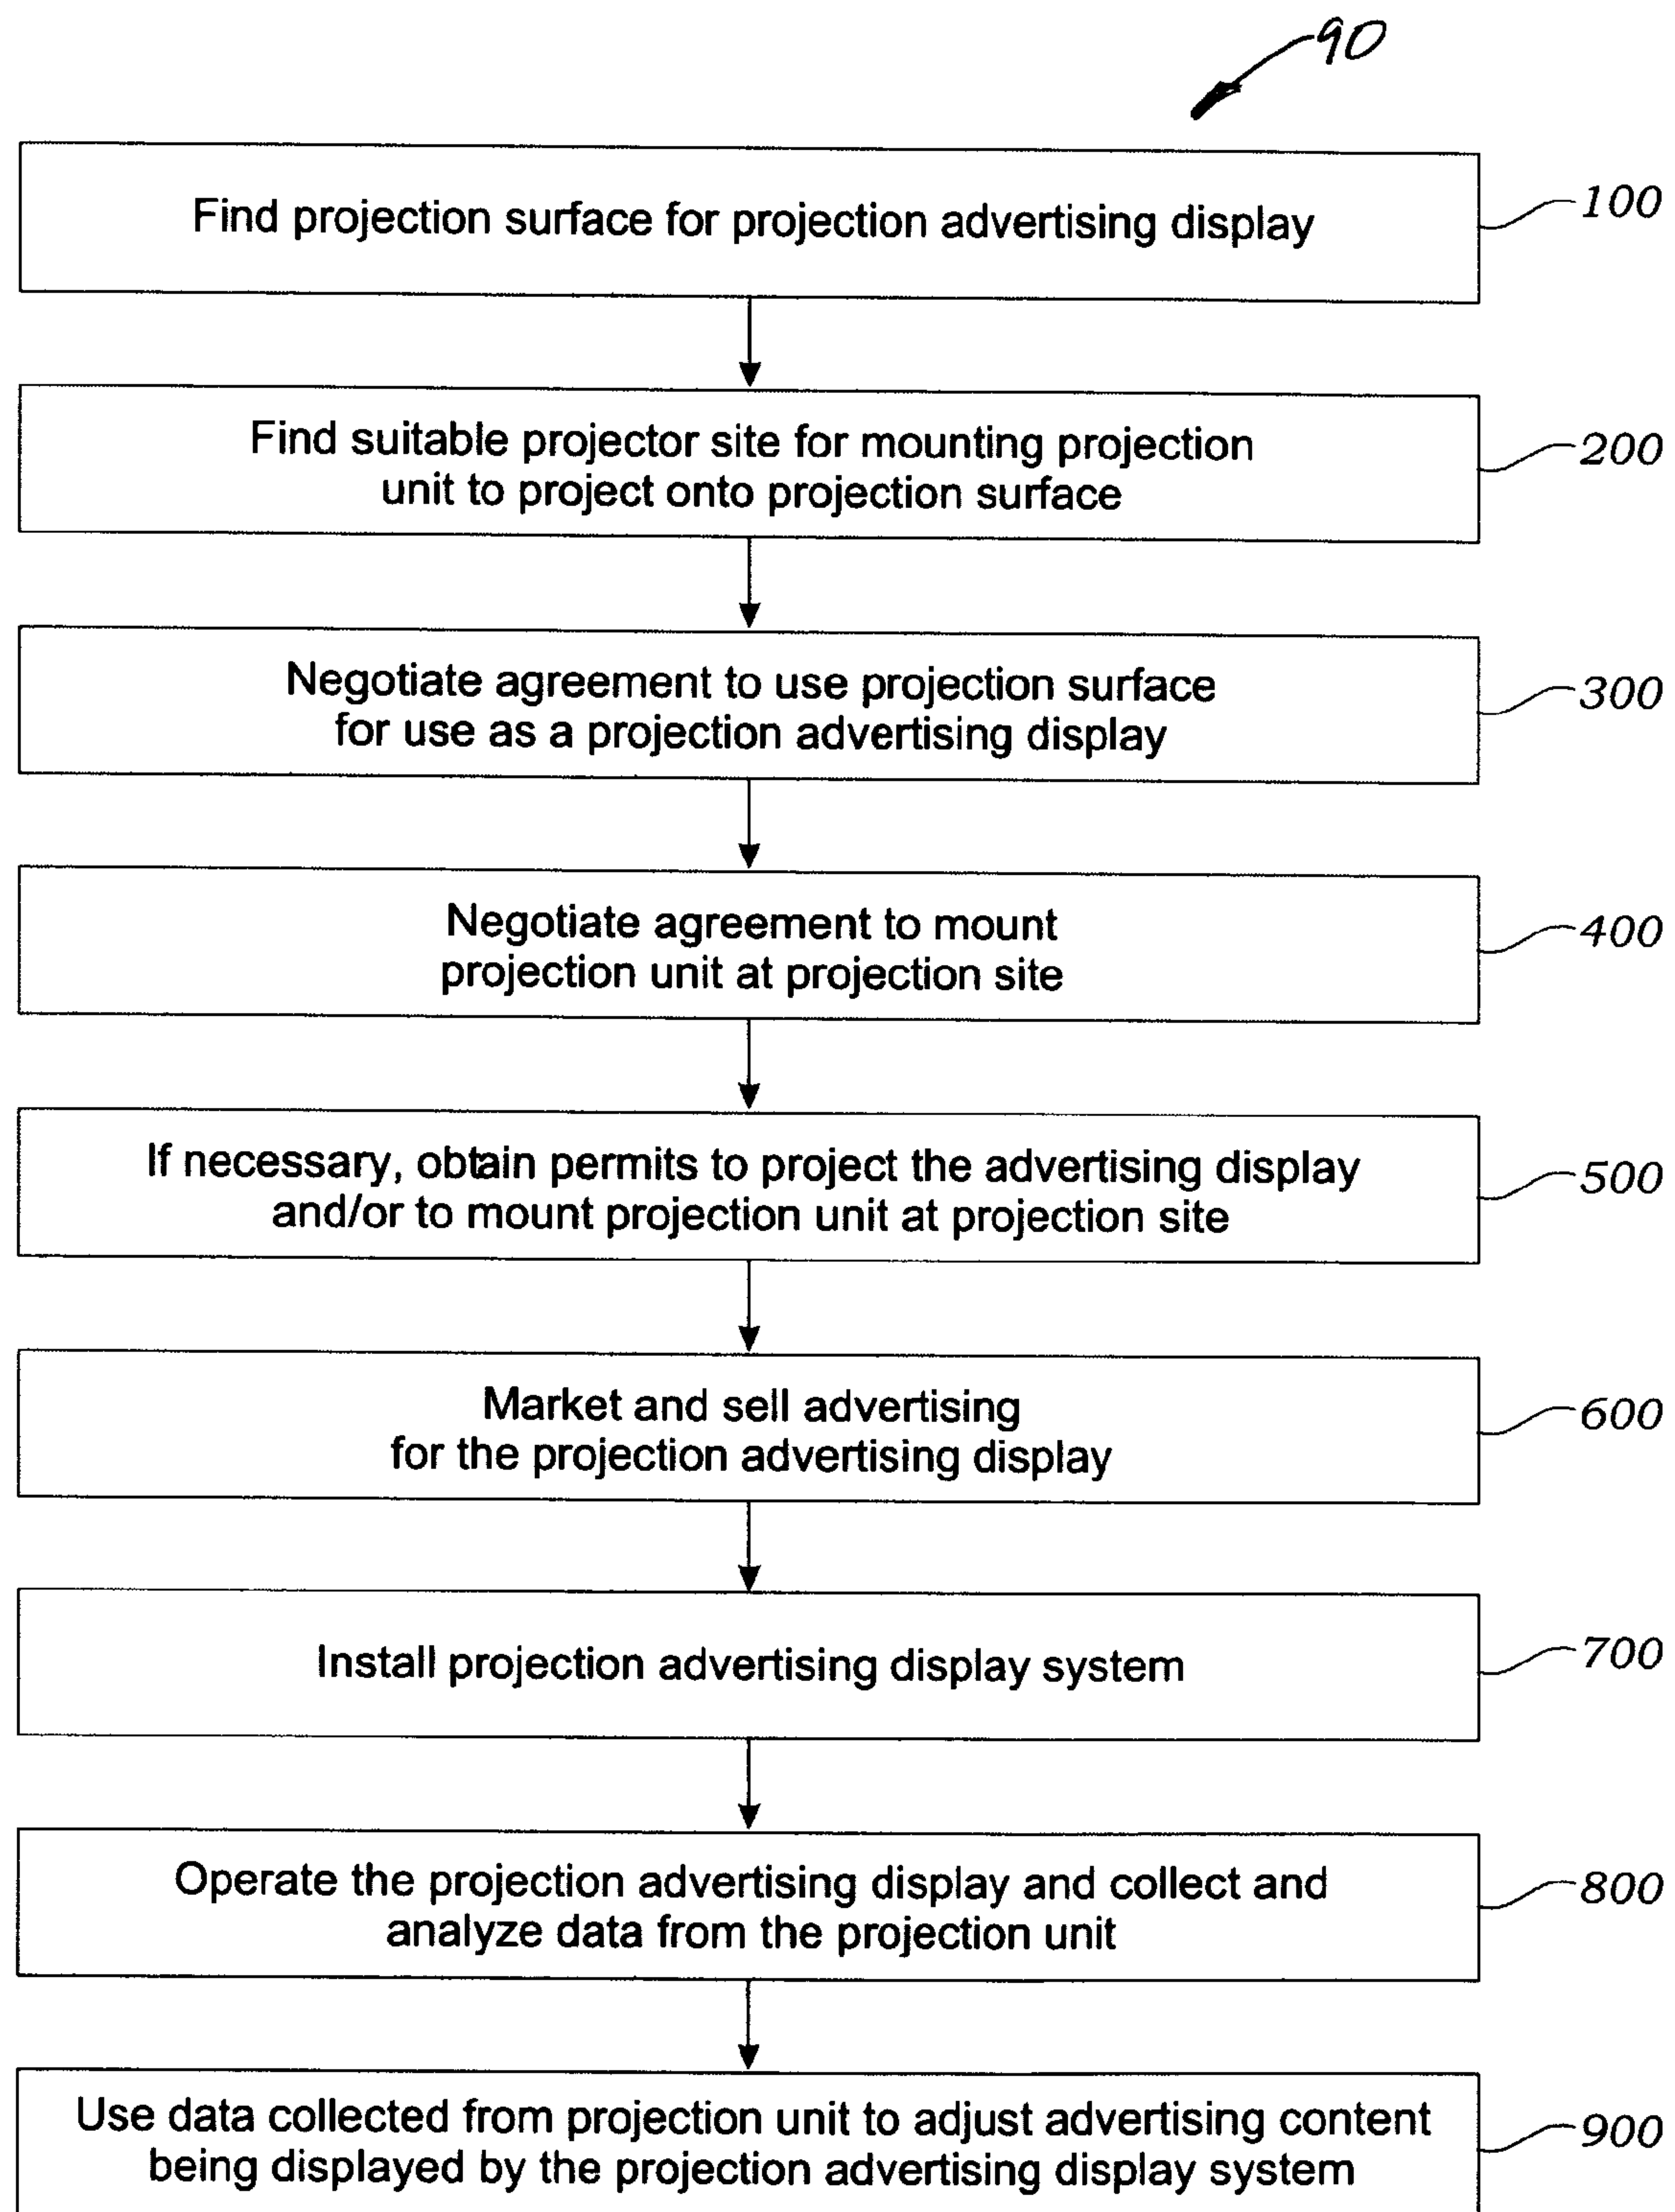 90
Find projection surface for projection advertising display
100
Find suitable projector site for mounting projection
unit to project onto projection surface
200
Negotiate agreement to use projection surface
for use as a projection advertising display
300
Negotiate agreement to mount
projection unit at projection site
400
If necessary, obtain permits to project the advertising display
and/or to mount projection unit at projection site
500
Market and sell advertising
for the projection advertising display
600
Install projection advertising display system
700
Operate the projection advertising display and collect and
analyze data from the projection unit
800
Use data collected from projection unit to adjust advertising content
being displayed by the projection advertising display system
900